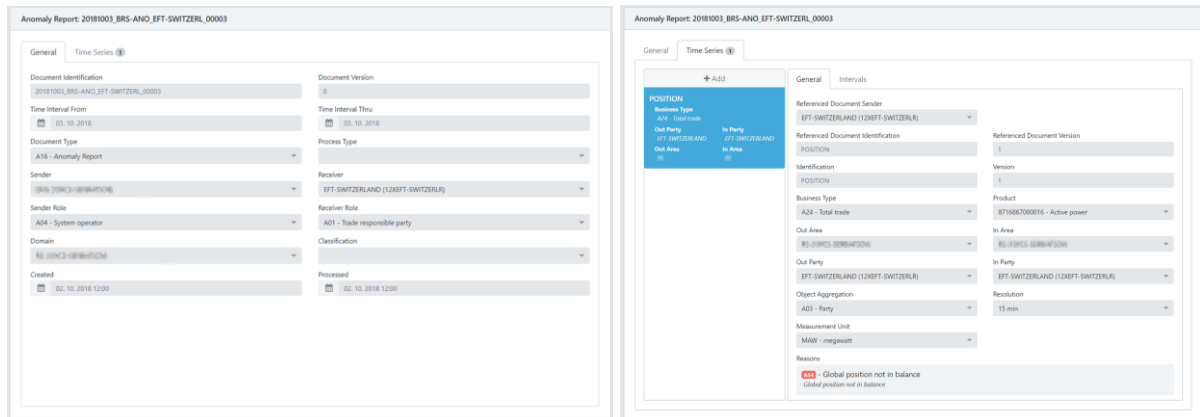 Anomaly Report: 20181003_BRS-ANO_EFT-SWITZERL_00003
General Time Series 1
Document Identification Document Version
20181003_BRS-ANO_EFT-SWITZERL_00003 0
Time Interval From Time Interval Thru
03. 10. 2018 03. 10. 2018
Document Type Process Type
A16 - Anomaly Report
Sender Receiver
EFT-SWITZERLAND (12XEFT-SWITZERLR)
Sender Role Receiver Role
A04 - System operator A01 - Trade responsible party
Domain Classification
Created Processed
02. 10. 2018 12:00 02. 10. 2018 12:00
Anomaly Report: 20181003_BRS-ANO_EFT-SWITZERL_00003
General Time Series 1
+ Add
POSITION
Business Type
A24 - Total trade
Out Party In Party
EFT-SWITZERLAND EFT-SWITZERLAND
Out Area In Area
General Intervals
Referenced Document Sender
EFT-SWITZERLAND (12XEFT-SWITZERLR)
Referenced Document Identification Referenced Document Version
POSITION 1
Identification Version
POSITION 1
Business Type Product
A24 - Total trade 8716867000016 - Active power
Out Area In Area
Out Party In Party
EFT-SWITZERLAND (12XEFT-SWITZERLR) EFT-SWITZERLAND (12XEFT-SWITZERLR)
Object Aggregation Resolution
A03 - Party 15 min
Measurement Unit
MAW - megawatt
Reasons
A54 - Global position not in balance
Global position not in balance